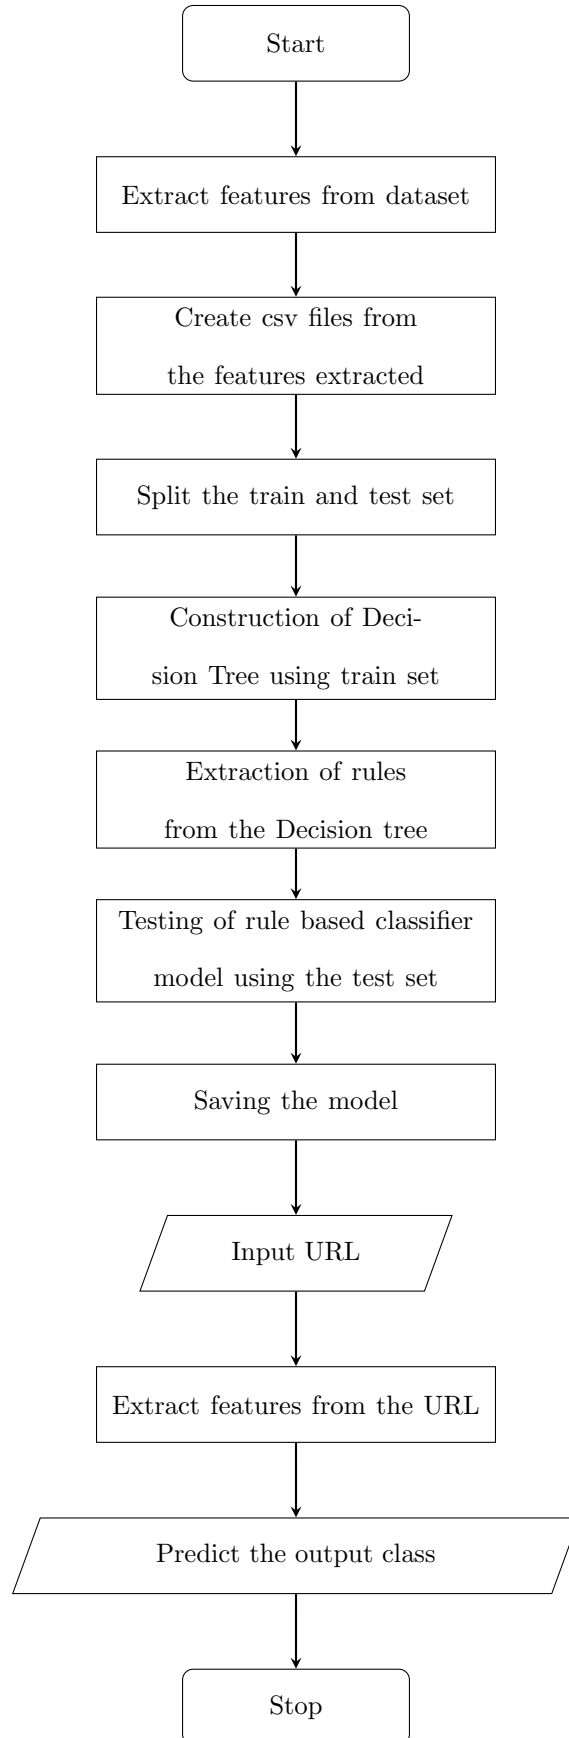 Start
Extract features from dataset
Create csv files from
the features extracted
Split the train and test set
Construction of Deci-
sion Tree using train set
Extraction of rules
from the Decision tree
Testing of rule based classifier
model using the test set
Saving the model
Input URL
Extract features from the URL
Predict the output class
Stop